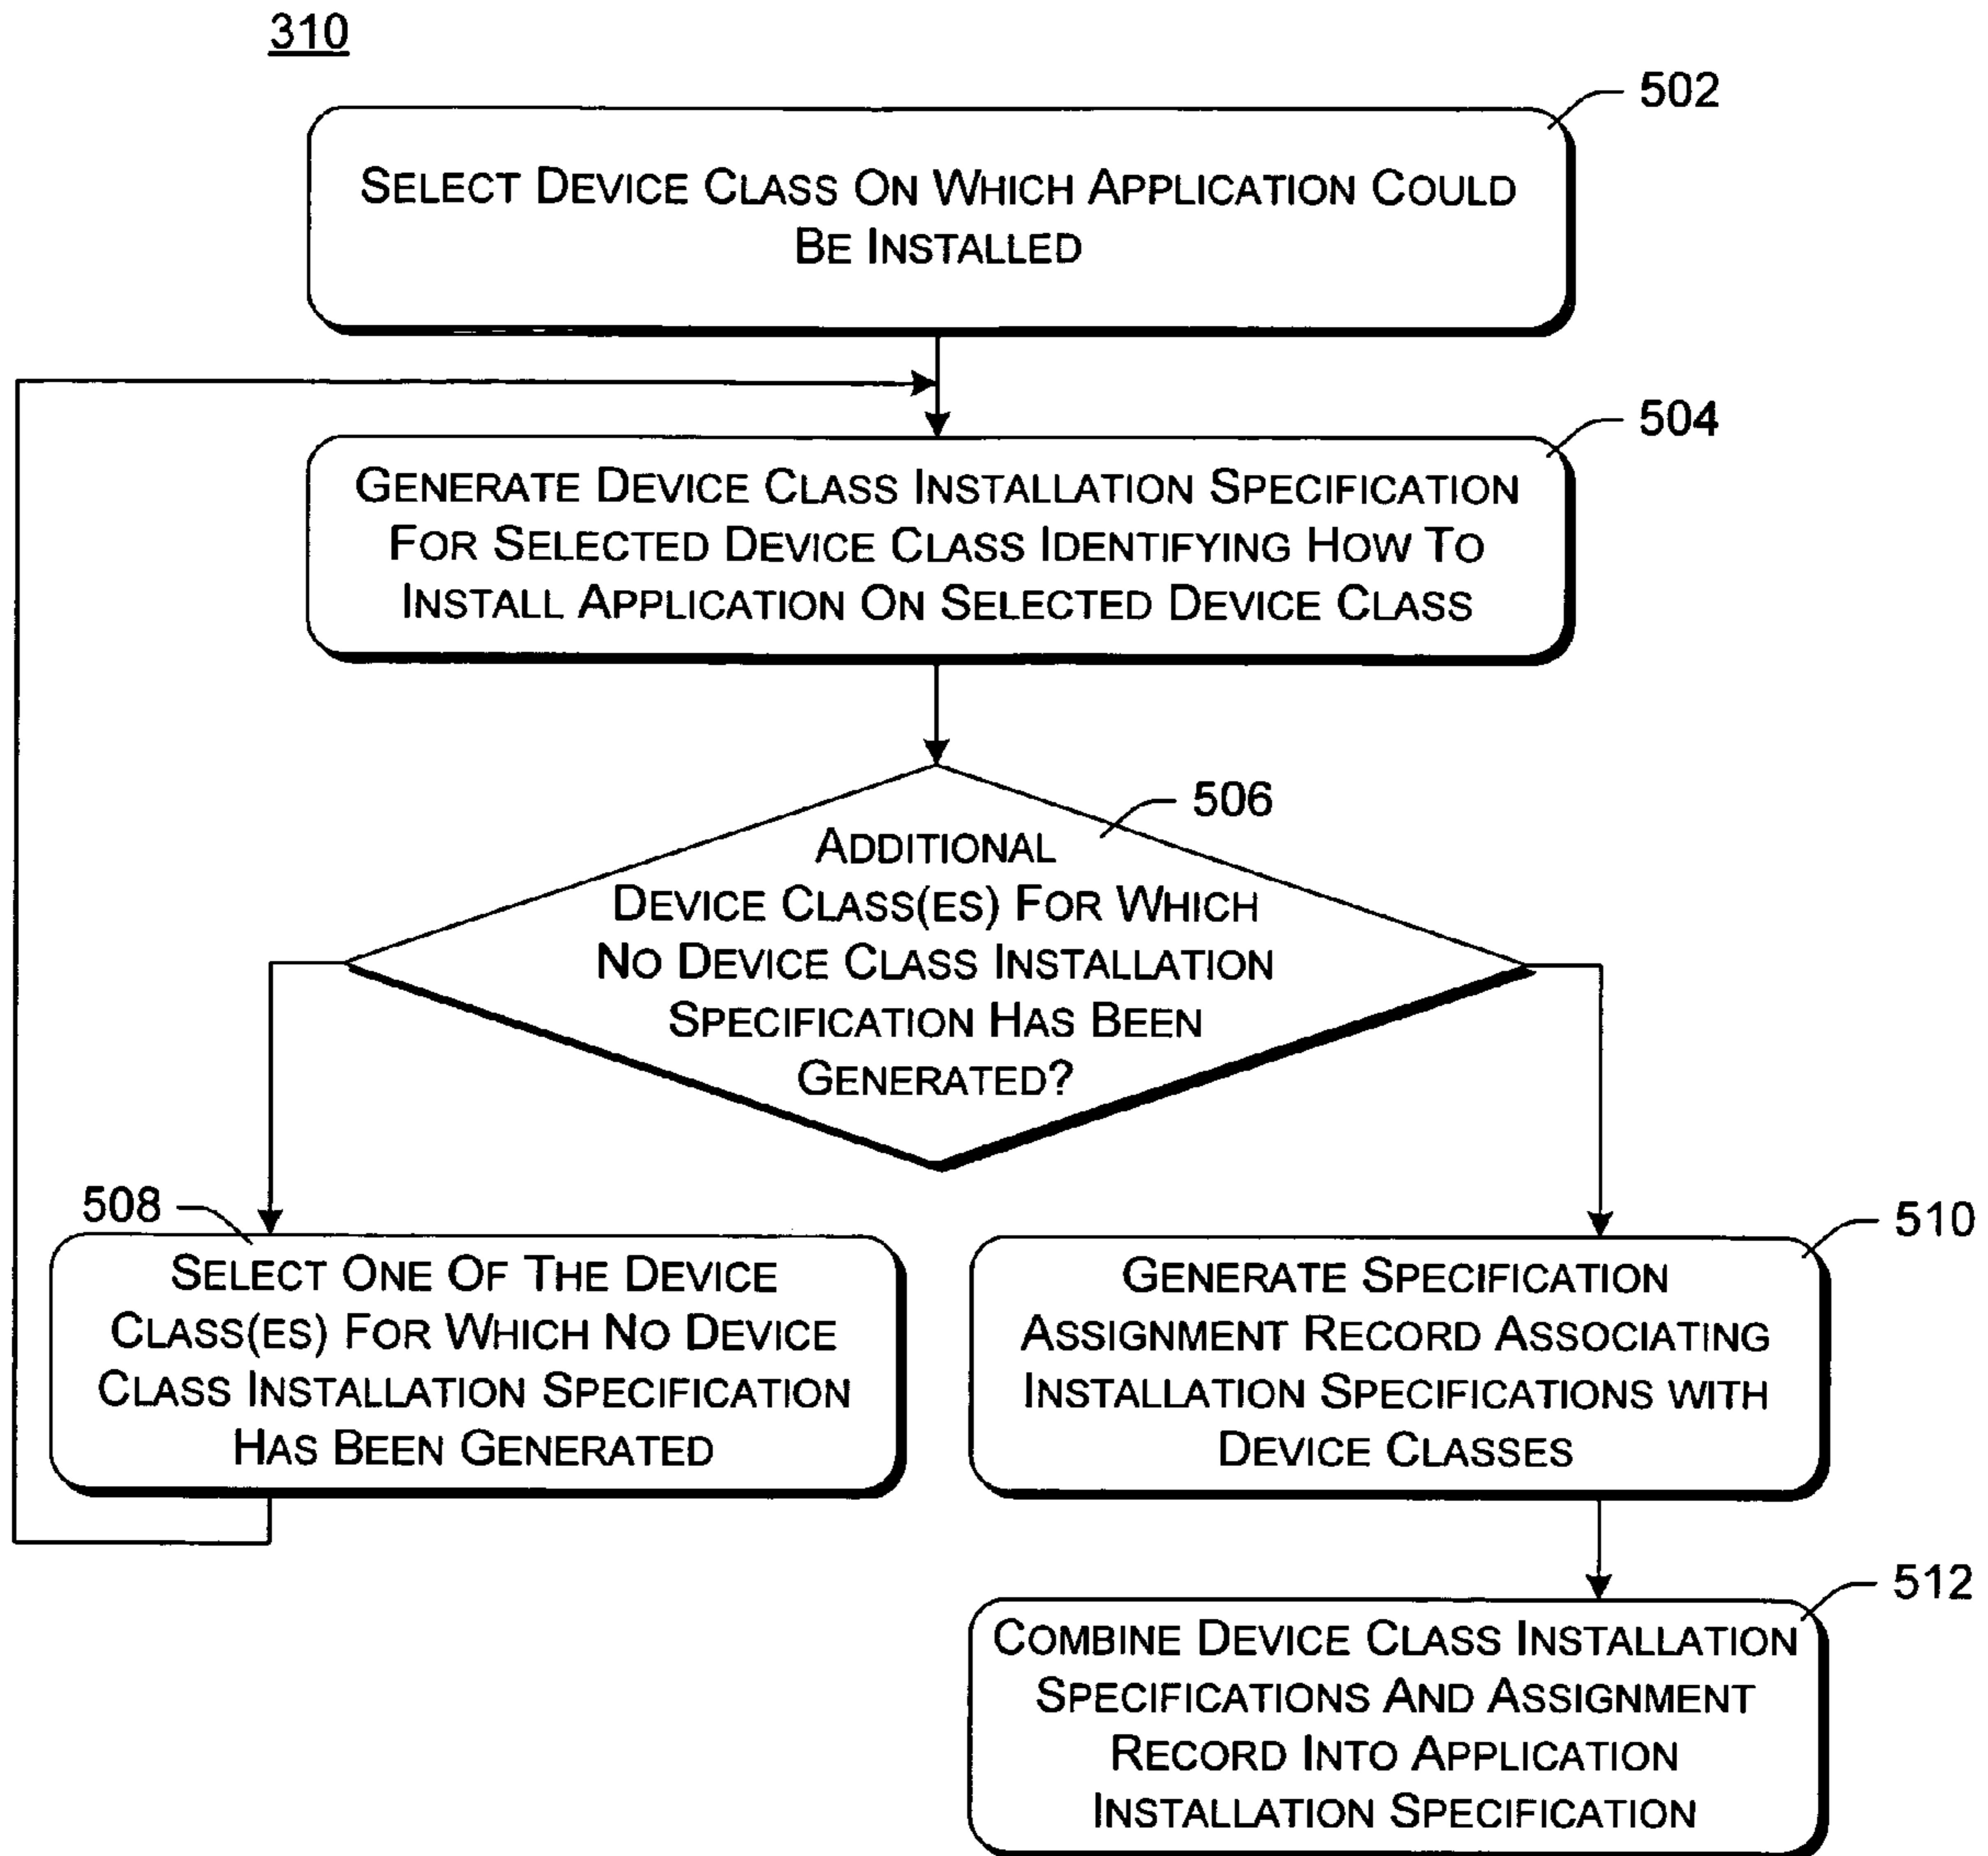 310
502
SELECT DEVICE CLASS ON WHICH APPLICATION COULD
BE INSTALLED
504
GENERATE DEVICE CLASS INSTALLATION SPECIFICATION
FOR SELECTED DEVICE CLASS IDENTIFYING HOW TO
INSTALL APPLICATION ON SELECTED DEVICE CLASS
506
ADDITIONAL
DEVICE CLASS(ES) FOR WHICH
NO DEVICE CLASS INSTALLATION
SPECIFICATION HAS BEEN
GENERATED?
508
SELECT ONE OF THE DEVICE
CLASS(ES) FOR WHICH NO DEVICE
CLASS INSTALLATION SPECIFICATION
HAS BEEN GENERATED
510
GENERATE SPECIFICATION
ASSIGNMENT RECORD ASSOCIATING
INSTALLATION SPECIFICATIONS WITH
DEVICE CLASSES
512
COMBINE DEVICE CLASS INSTALLATION
SPECIFICATIONS AND ASSIGNMENT
RECORD INTO APPLICATION
INSTALLATION SPECIFICATION